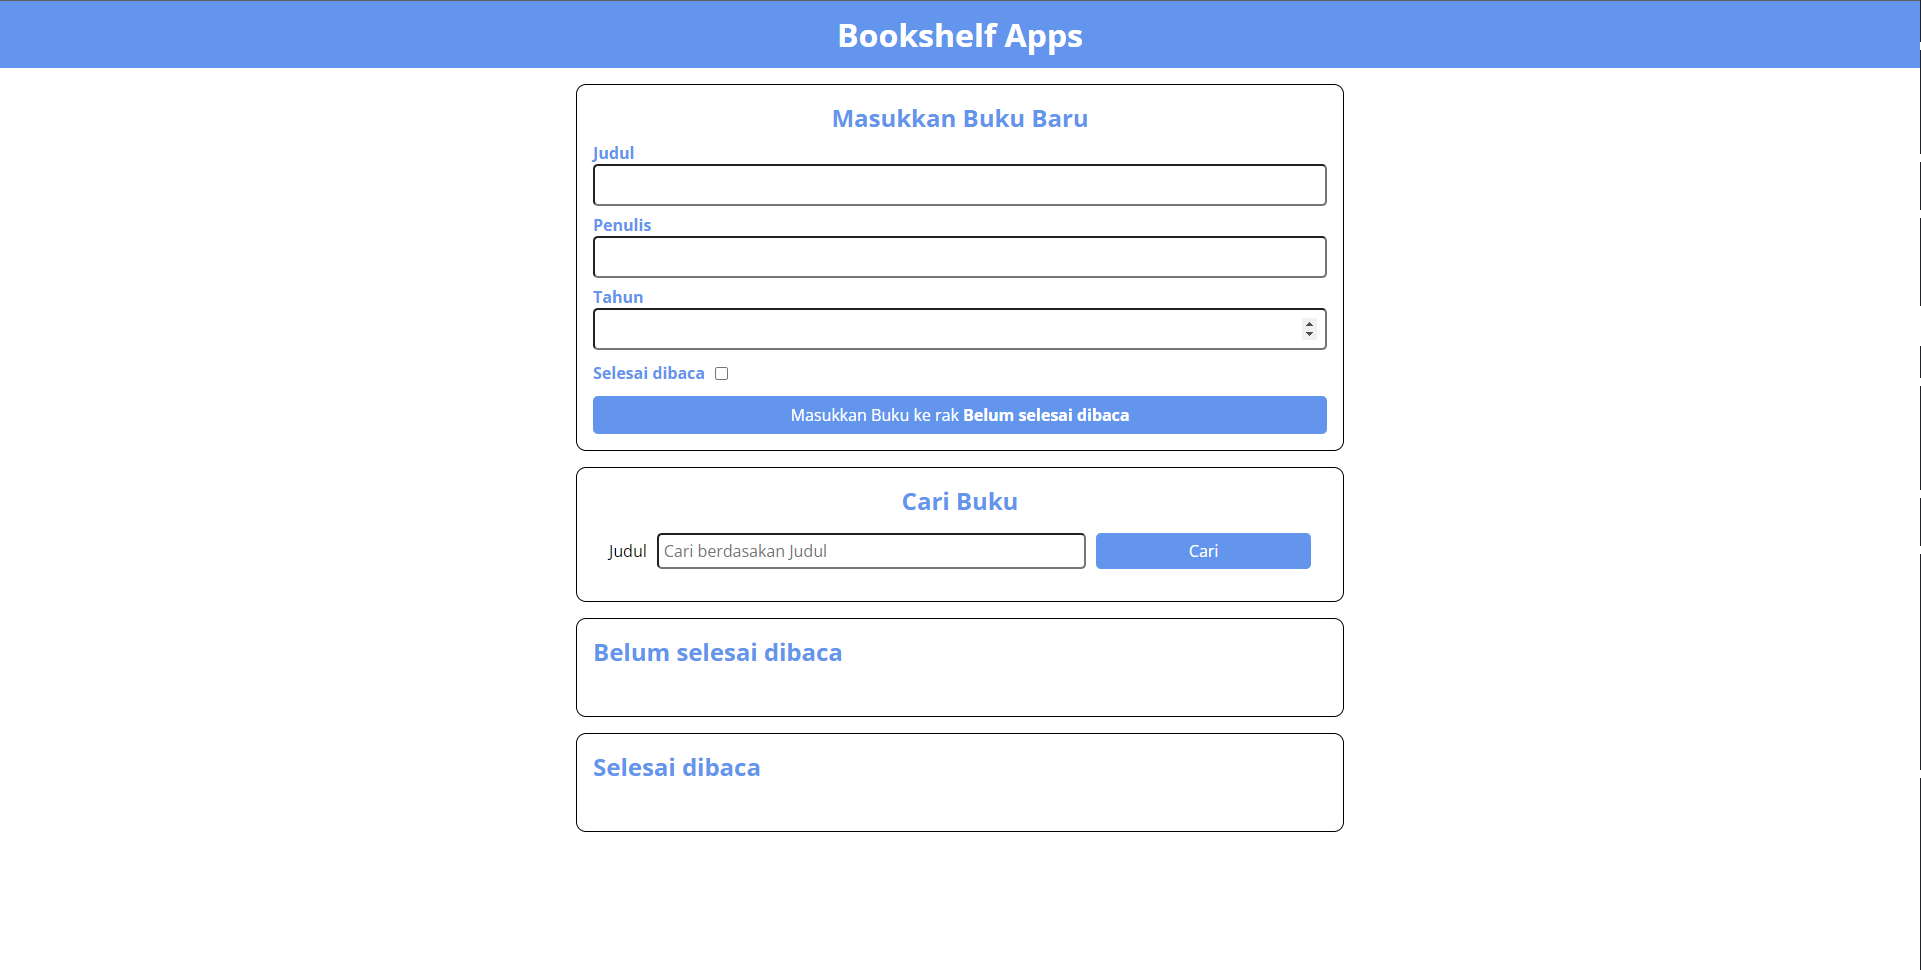 Bookshelf Apps
Masukkan Buku Baru
Judul
Penulis
Tahun
Selesai dibaca
Masukkan Buku ke rak Belum selesai dibaca
Cari Buku
Judul Cari berdasakan Judul Cari
Belum selesai dibaca
Selesai dibaca